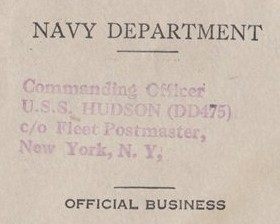 NAVY DEPARTMENT
Commanding Officer
U.S.S. HUDSON (DD475)
c/o Fleet Postmaster,
New York, N. Y,
OFFICIAL BUSINESS